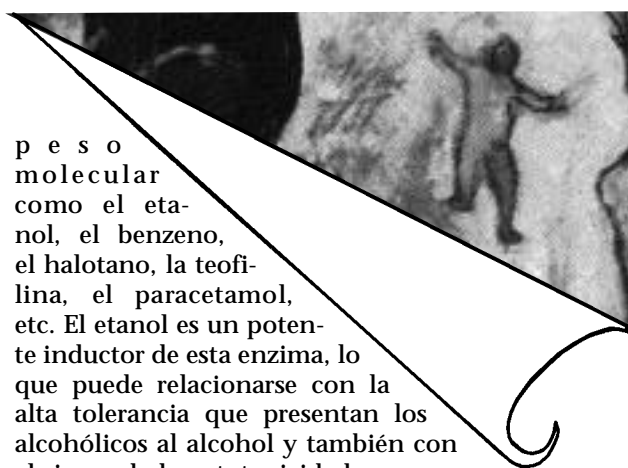 peso
molecular
como el eta-
nol, el benzeno,
el halotano, la teofi-
lina, el paracetamol,
etc. El etanol es un poten-
te inductor de esta enzima, lo
que puede relacionarse con la
alta tolerancia que presentan los
alcohólicos al alcohol y también con